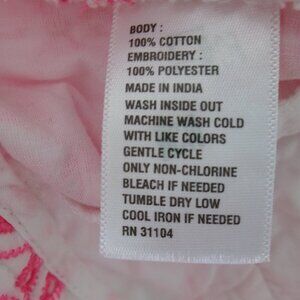 BODY :
100% COTTON
EMBROIDERY :
100% POLYESTER
MADE IN INDIA
WASH INSIDE OUT
MACHINE WASH COLD
WITH LIKE COLORS
GENTLE CYCLE
ONLY NON-CHLORINE
BLEACH IF NEEDED
TUMBLE DRY LOW
COOL IRON IF NEEDED
RN 31104